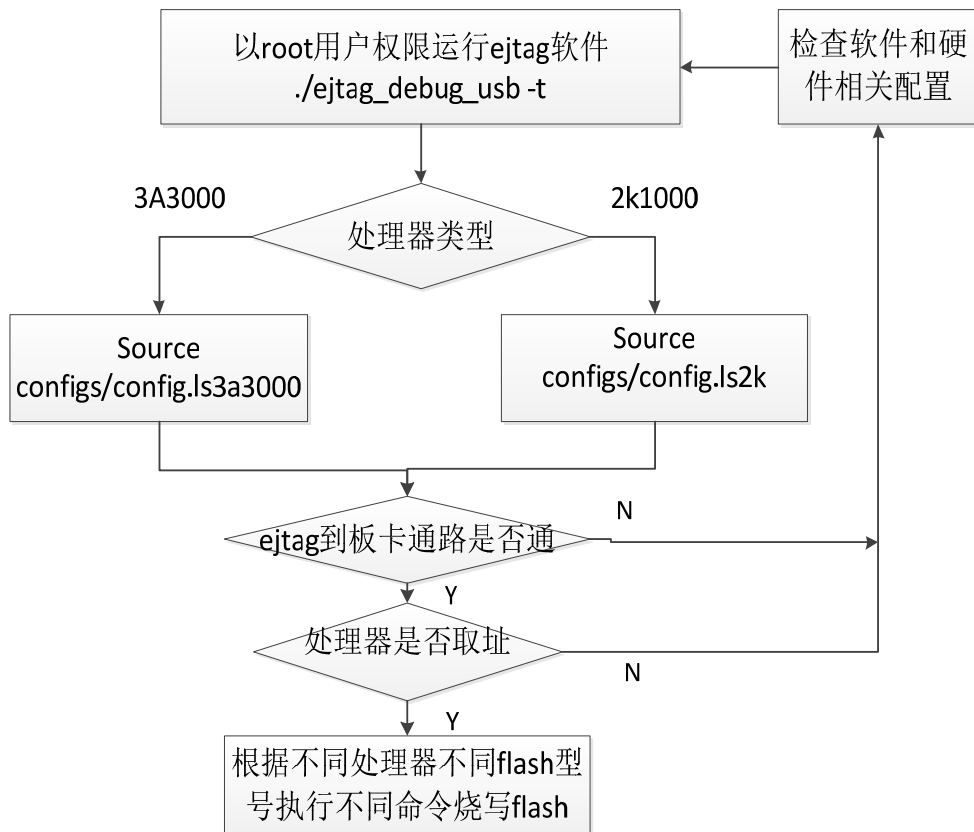 以root用户权限运行ejtag软件
./ejtag_debug_usb -t
检查软件和硬
件相关配置
3A3000
2k1000
处理器类型
Source
configs/config.ls3a3000
Source
configs/config.ls2k
ejtag到板卡通路是否通
N
Y
处理器是否取址
N
Y
根据不同处理器不同flash型
号执行不同命令烧写flash